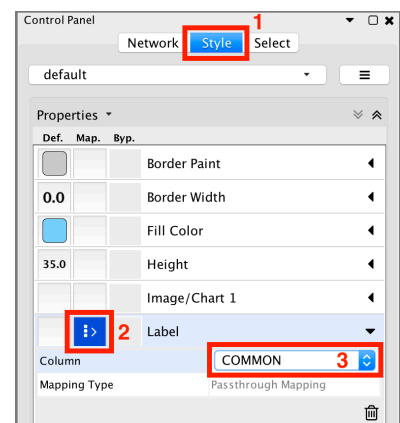 Control Panel
1
Network Style Select
default
Properties
Def. Map. Byp.
Border Paint
0.0 Border Width
Fill Color
35.0 Height
Image/Chart 1
2 Label
Column COMMON 3
Mapping Type Passthrough Mapping